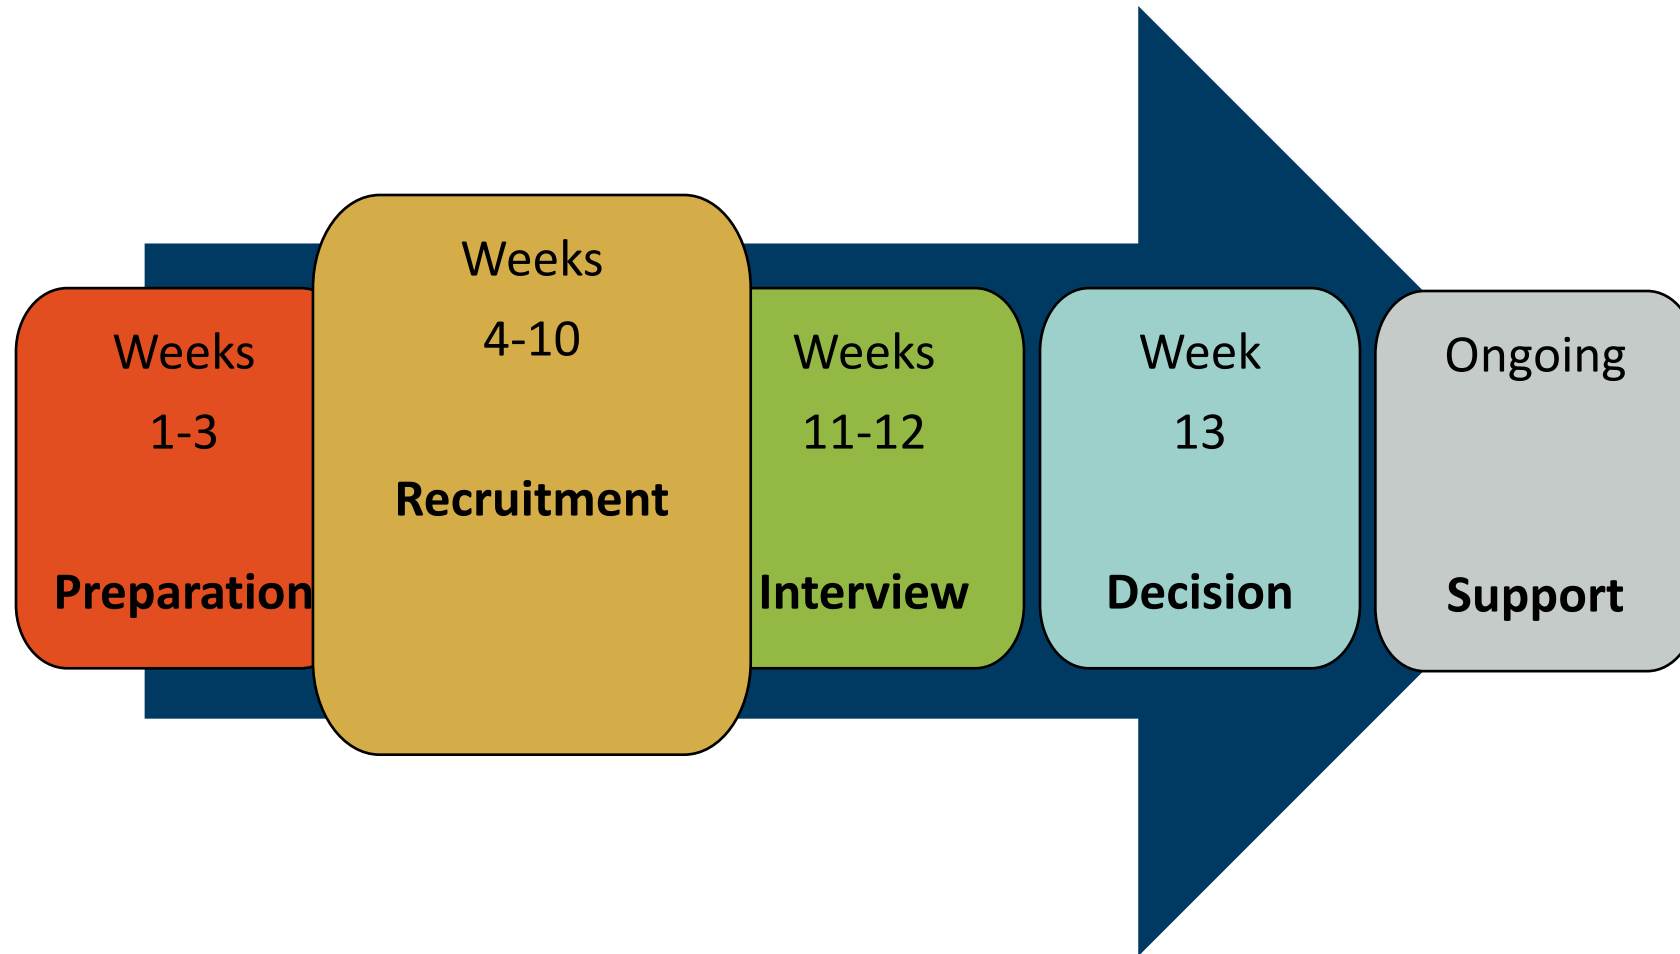 Weeks
1-3
Preparation
Weeks
4-10
Recruitment
Weeks
11-12
Interview
Week
13
Decision
Ongoing
Support